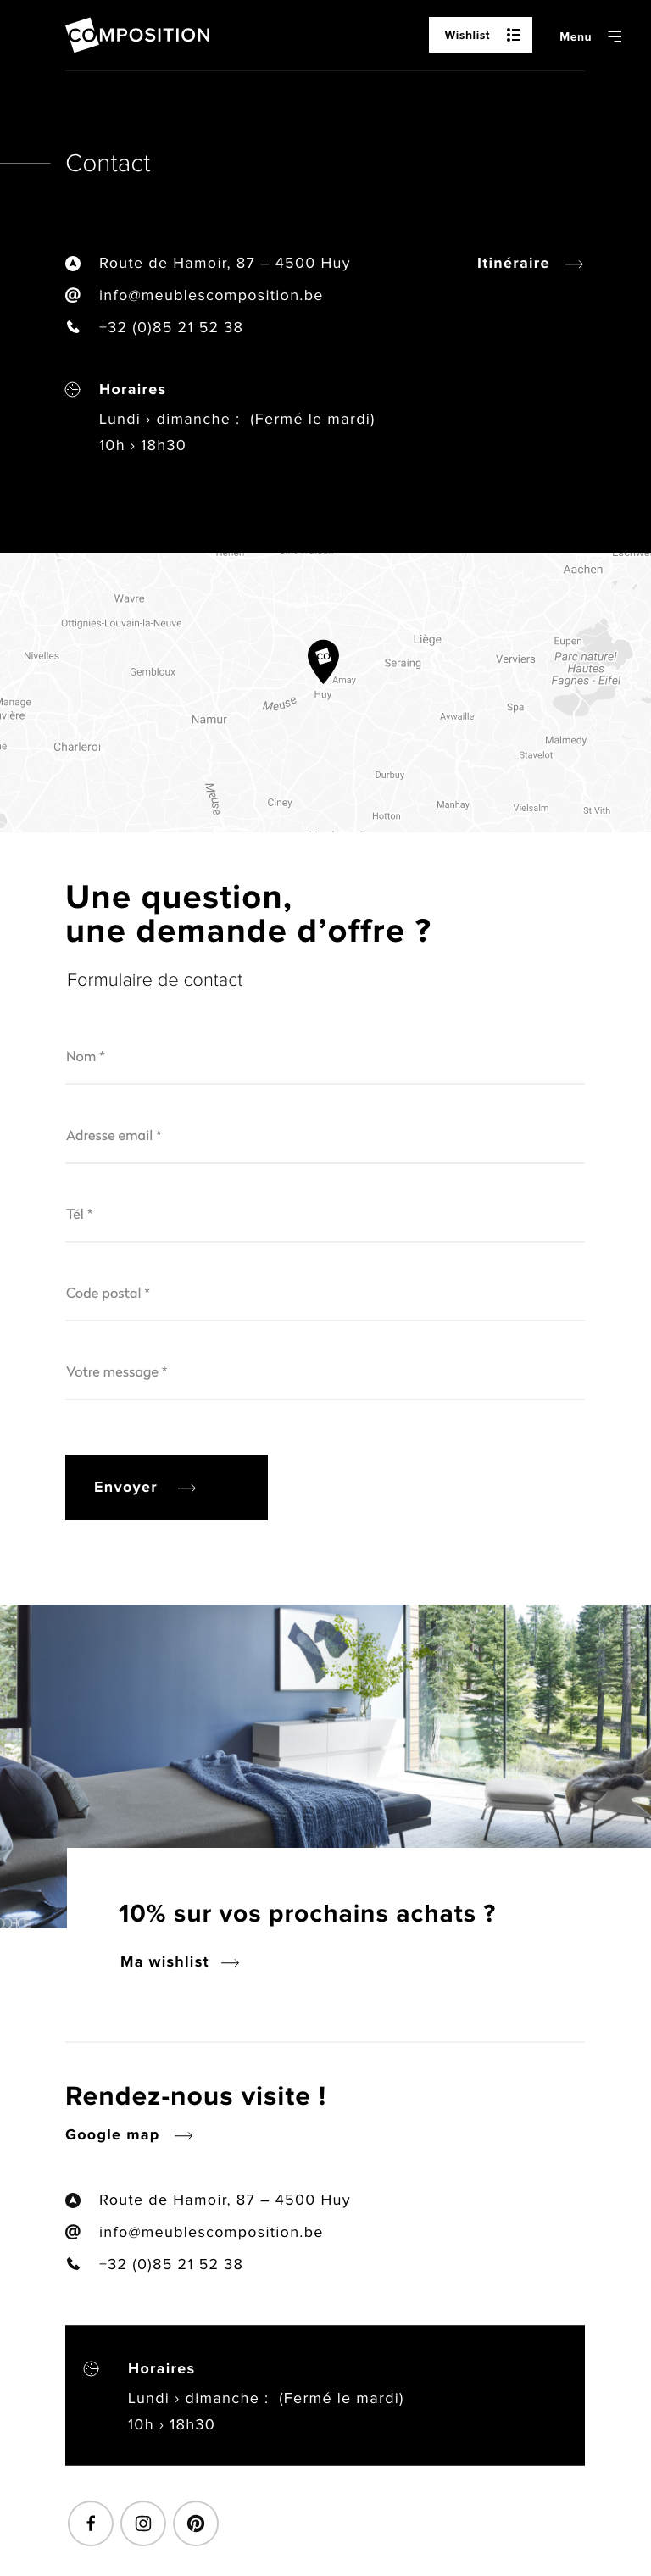 COMPOSITION
Wishlist
Menu
Contact
Route de Hamoir, 87 – 4500 Huy
Itinéraire
info@meublescomposition.be
+32 (0)85 21 52 38
Horaires
Lundi › dimanche : (Fermé le mardi)
10h › 18h30
Aachen
Wavre
Ottignies-Louvain-la-Neuve
Liège
Eupen
Nivelles
CO
Seraing
Verviers
Parc naturel
Hautes
Fagnes - Eifel
Gembloux
Amay
Huy
Meuse
Spa
Namur
Aywaille
Charleroi
Malmedy
Stavelot
Durbuy
Meuse
Ciney
Manhay
Vielsalm
St Vith
Hotton
Une question,
une demande d’offre ?
Formulaire de contact
Nom *
Adresse email *
Tél *
Code postal *
Votre message *
Envoyer
10% sur vos prochains achats ?
Ma wishlist
Rendez-nous visite !
Google map
Route de Hamoir, 87 – 4500 Huy
info@meublescomposition.be
+32 (0)85 21 52 38
Horaires
Lundi › dimanche : (Fermé le mardi)
10h › 18h30